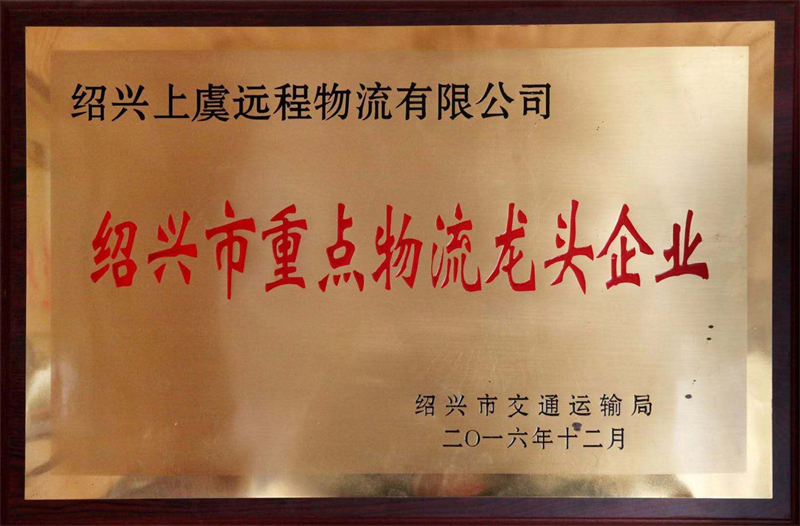 绍兴上虞远程物流有限公司
绍兴市重点物流龙头企业
绍兴市交通运输局
二〇一六年十二月